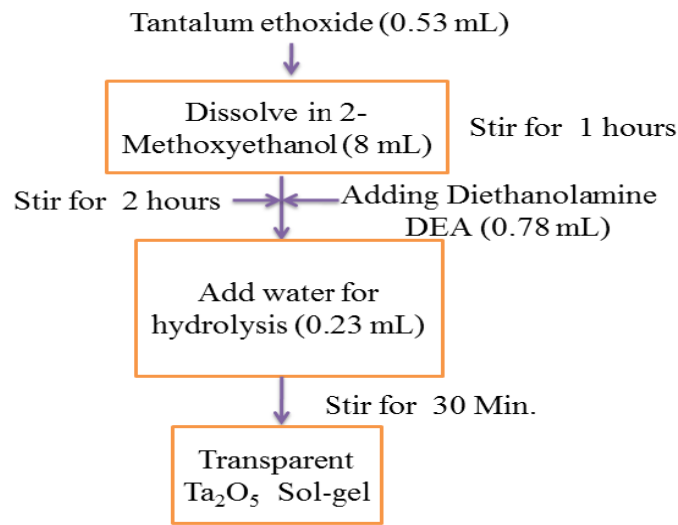 Tantalum ethoxide (0.53 mL)
Dissolve in 2-
Methoxyethanol (8 mL)
Stir for 1 hours
Stir for 2 hours
Adding Diethanolamine
DEA (0.78 mL)
Add water for
hydrolysis (0.23 mL)
Stir for 30 Min.
Transparent
Ta₂O₅ Sol-gel